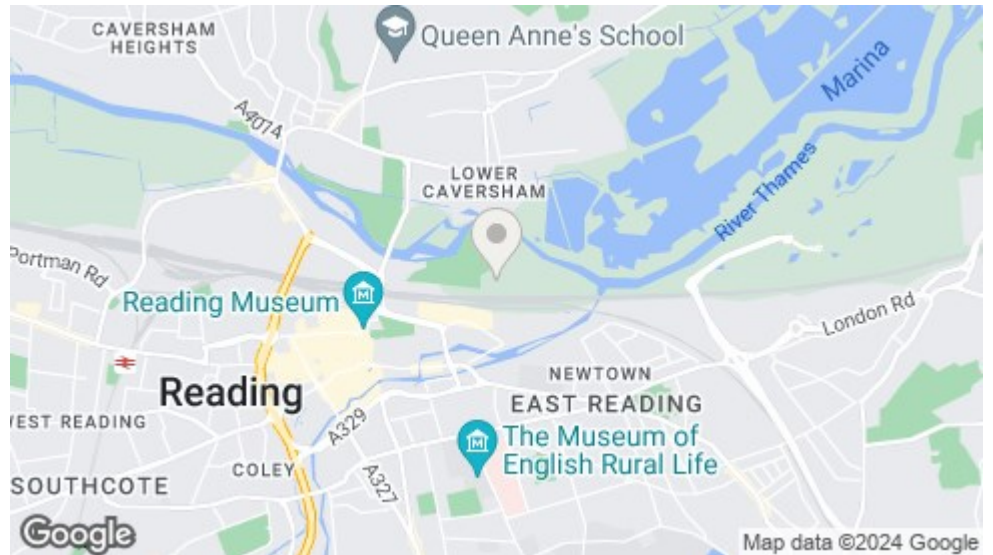 CAVERSHAM
HEIGHTS
Queen Anne's School
Marina
A4074
LOWER
CAVERSHAM
River Thames
Portman Rd
Reading Museum
London Rd
Reading
NEWTOWN
WEST READING
A329
EAST READING
The Museum of
English Rural Life
COLEY
A327
SOUTHCOTE
Google
Map data ©2024 Google